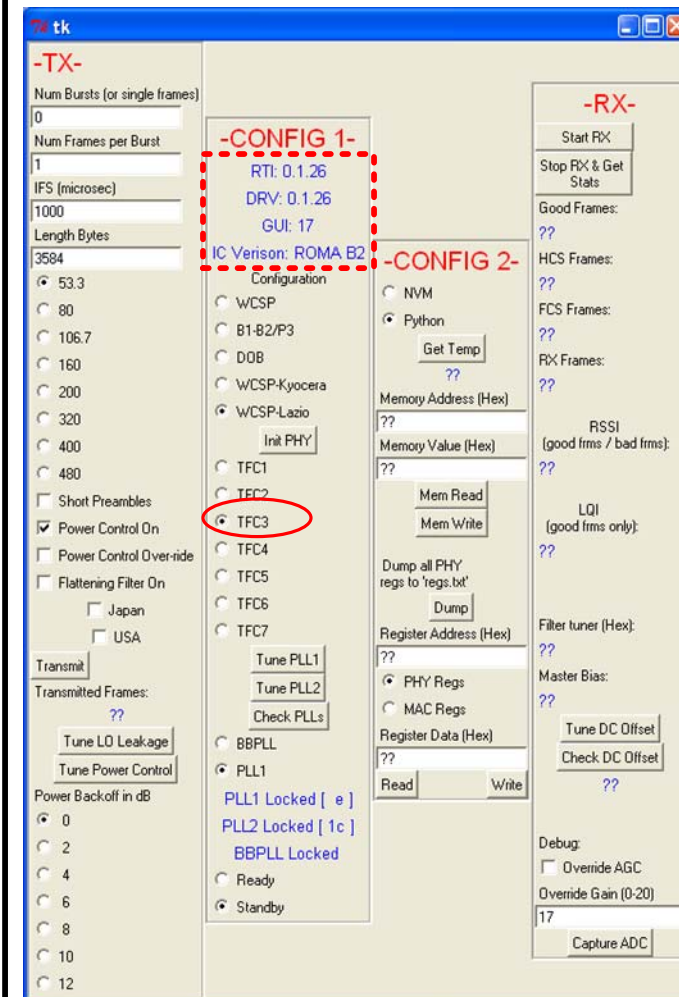 tk
-TX-
Num Bursts (or single frames)
0
Num Frames per Burst
1
IFS (microsec)
1000
Length Bytes
3584
53.3
80
106.7
160
200
320
400
480
Short Preambles
Power Control On
Power Control Over-ride
Flattening Filter On
Japan
USA
Transmit
Transmitted Frames:
??
Tune LO Leakage
Tune Power Control
Power Backoff in dB
0
2
4
6
8
10
12
-CONFIG 1-
RTI: 0.1.26
DRV: 0.1.26
GUI: 17
IC Verison: ROMA B2
Configuration
WCSP
B1-B2/P3
DOB
WCSP-Kyocera
WCSP-Lazio
Init PHY
TFC1
TFC2
TFC3
TFC4
TFC5
TFC6
TFC7
Tune PLL1
Tune PLL2
Check PLLs
BBPLL
PLL1
PLL1 Locked [ e ]
PLL2 Locked [ 1c ]
BBPLL Locked
Ready
Standby
-CONFIG 2-
NVM
Python
Get Temp
??
Memory Address (Hex)
??
Memory Value (Hex)
??
Mem Read
Mem Write
Dump all PHY
regs to 'regs.txt'
Dump
Register Address (Hex)
??
PHY Regs
MAC Regs
Register Data (Hex)
??
Read Write
-RX-
Start RX
Stop RX & Get
Stats
Good Frames:
??
HCS Frames:
??
FCS Frames:
??
RX Frames:
??
RSSI
(good frms / bad frms):
??
LQI
(good frms only):
??
Filter tuner (Hex):
??
Master Bias:
??
Tune DC Offset
Check DC Offset
??
Debug:
Override AGC
Override Gain (0-20)
17
Capture ADC